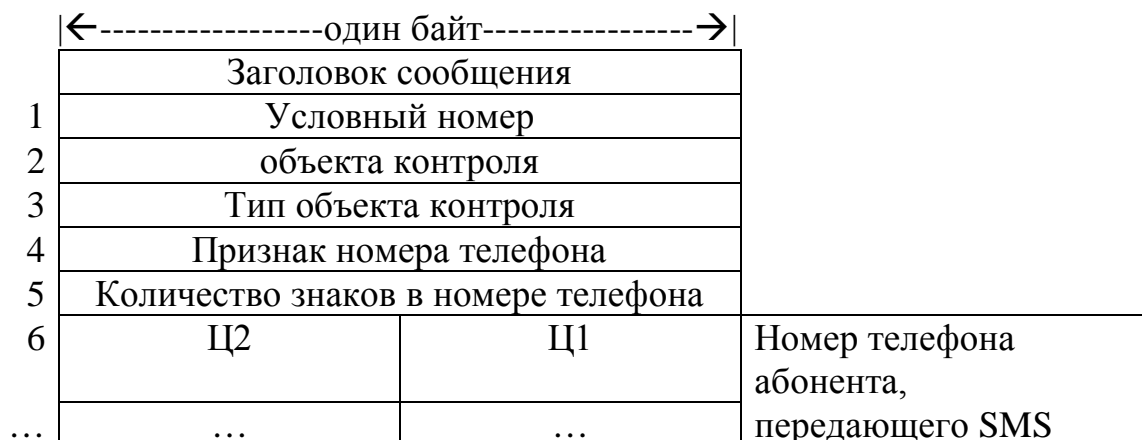 |←------------------один байт-----------------→|
Заголовок сообщения
1 Условный номер
2 объекта контроля
3 Тип объекта контроля
4 Признак номера телефона
5 Количество знаков в номере телефона
6 Ц2 Ц1 Номер телефона
абонента,
… … … передающего SMS